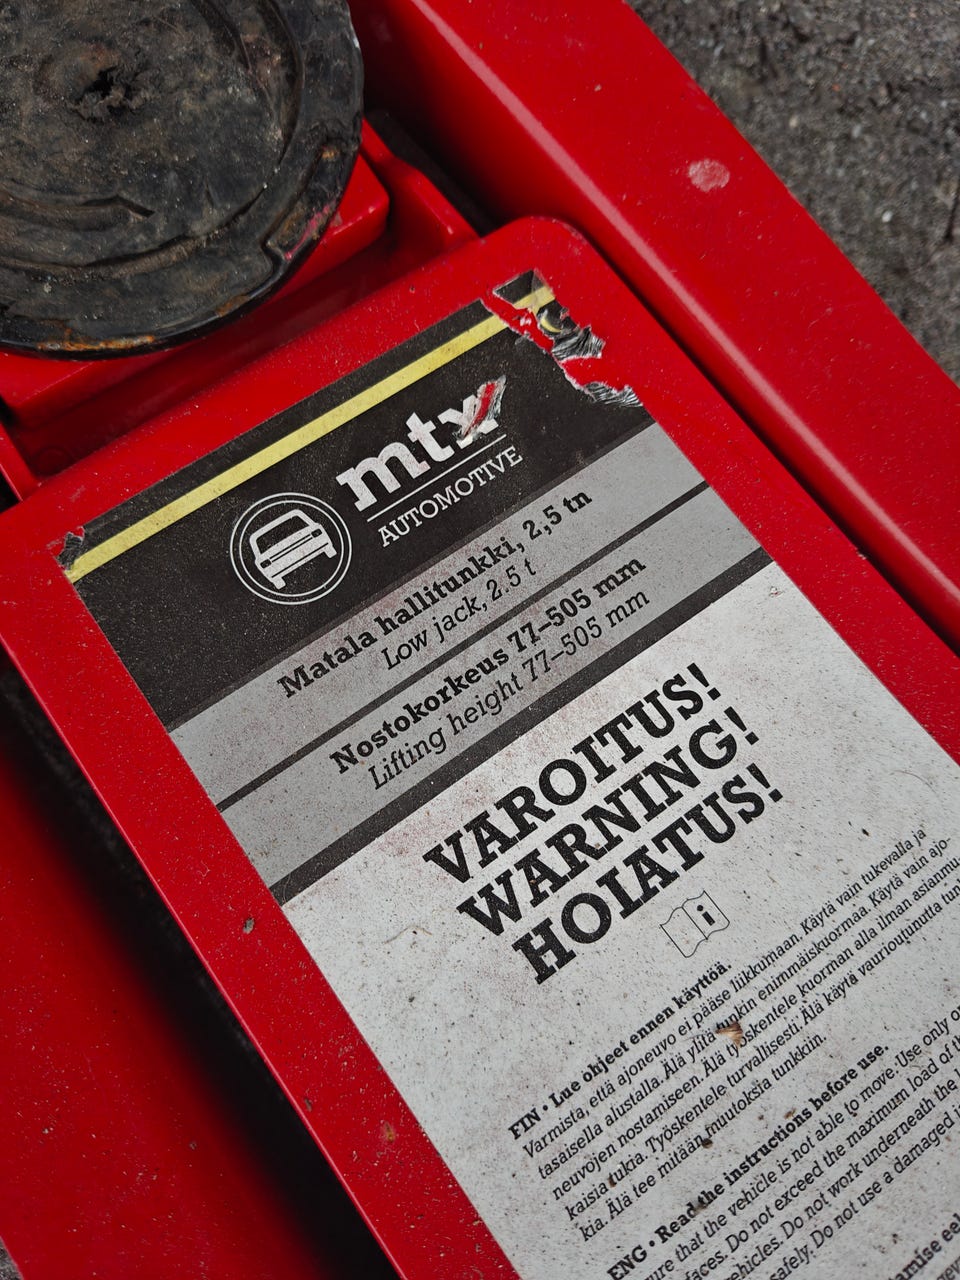 mtx
AUTOMOTIVE
Matala hallitunkki, 2,5 tn
Low jack, 2.5 t
Nostokorkeus 77–505 mm
Lifting height 77–505 mm
VAROITUS!
WARNING!
HOIATUS!
i
FIN • Lue ohjeet ennen käyttöä.
Varmista, että ajoneuvo ei pääse liikkumaan. Käytä vain tukevalla ja
tasaisella alustalla. Älä ylitä tunkin enimmäiskuormaa. Käytä vain ajo-
neuvojen nostamiseen. Älä työskentele kuorman alla ilman asianmu
kaisia tukia. Työskentele turvallisesti. Älä käytä vaurioitunutta tun
kia. Älä tee mitään muutoksia tunkkiin.
ENG • Read the instructions before use.
ure that the vehicle is not able to move. Use only o
faces. Do not exceed the maximum load of th
vehicles. Do not work underneath the
safely. Do not use a damaged